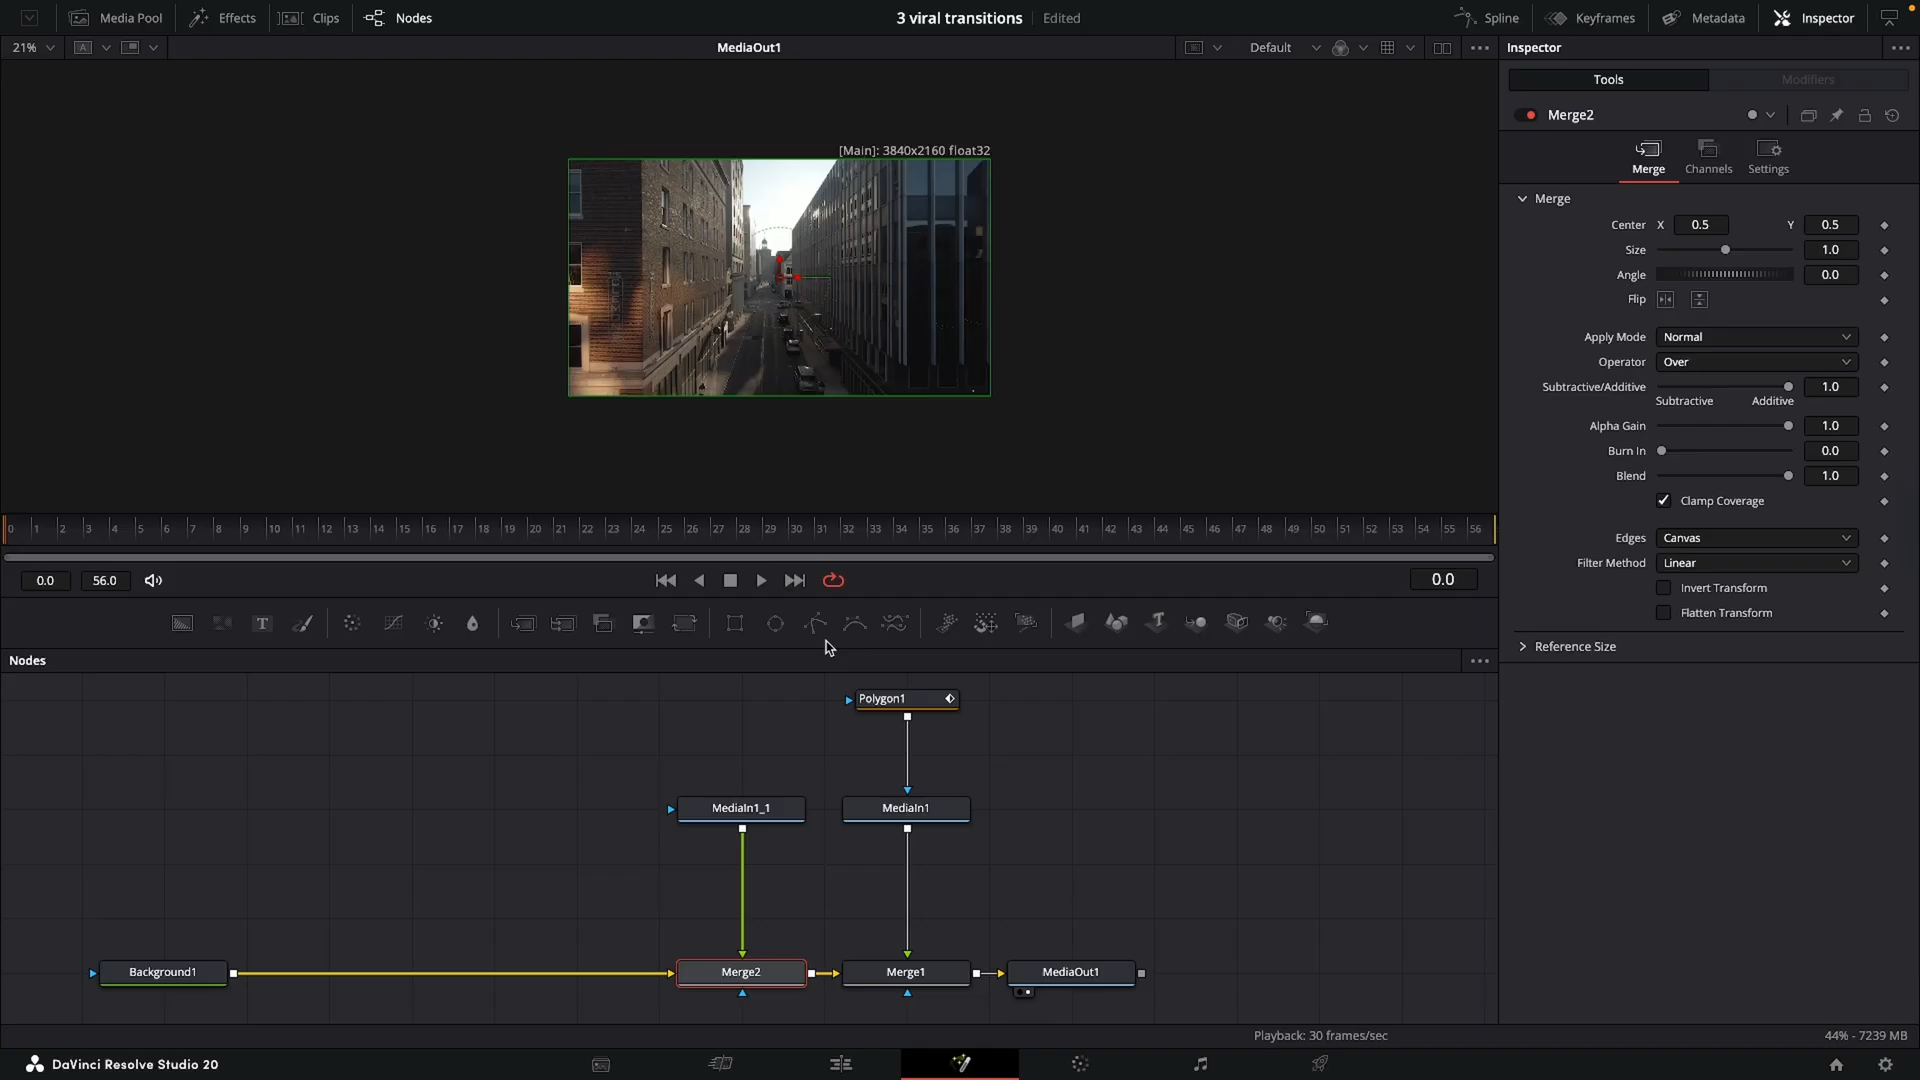 Media Pool Effects Clips Nodes 3 viral transitions Edited Spline Keyframes Metadata Inspector
21% A MediaOut1 Default Inspector
Tools Modifiers
Merge2
[Main]: 3840x2160 float32
Merge Channels Settings
Merge
Center X 0.5 Y 0.5
Size 1.0
Angle 0.0
Flip
Apply Mode Normal
Operator Over
Subtractive/Additive 1.0
Subtractive Additive
Alpha Gain 1.0
Burn In 0.0
Blend 1.0
Clamp Coverage
0 1 2 3 4 5 6 7 8 9 10 11 12 13 14 15 16 17 18 19 20 21 22 23 24 25 26 27 28 29 30 31 32 33 34 35 36 37 38 39 40 41 42 43 44 45 46 47 48 49 50 51 52 53 54 55 56
Edges Canvas
Filter Method Linear
0.0 56.0 0.0
Invert Transform
Flatten Transform
T T
Reference Size
Nodes
Polygon1
MediaIn1_1 MediaIn1
Background1 Merge2 Merge1 MediaOut1
Playback: 30 frames/sec 44% - 7239 MB
DaVinci Resolve Studio 20